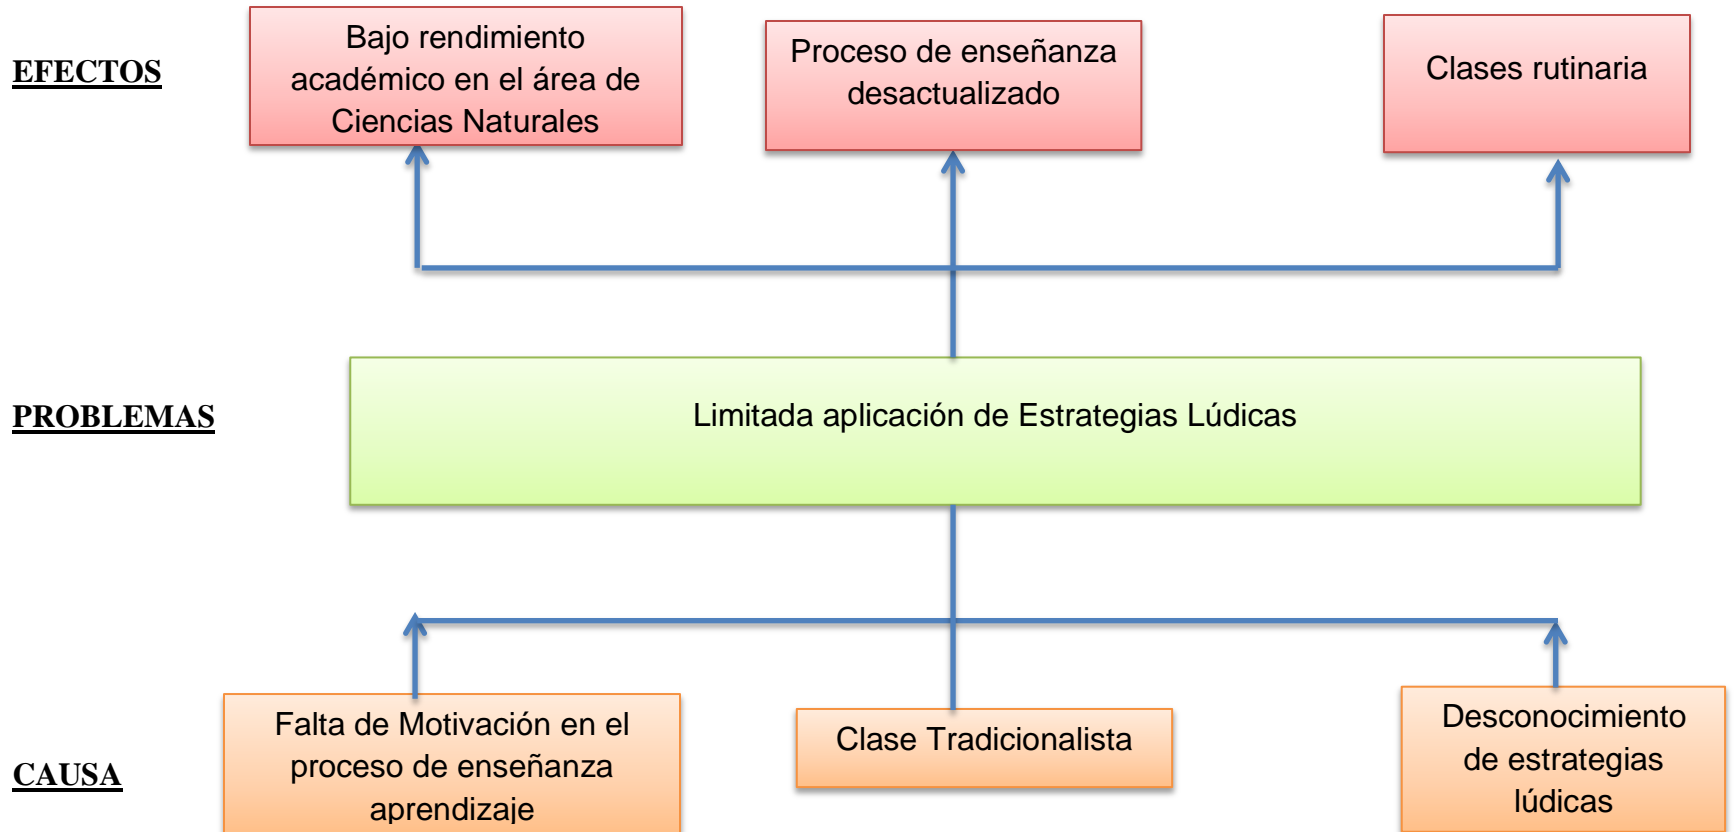 EFECTOS
Bajo rendimiento
académico en el área de
Ciencias Naturales
Proceso de enseñanza
desactualizado
Clases rutinaria
PROBLEMAS
Limitada aplicación de Estrategias Lúdicas
CAUSA
Falta de Motivación en el
proceso de enseñanza
aprendizaje
Clase Tradicionalista
Desconocimiento
de estrategias
lúdicas